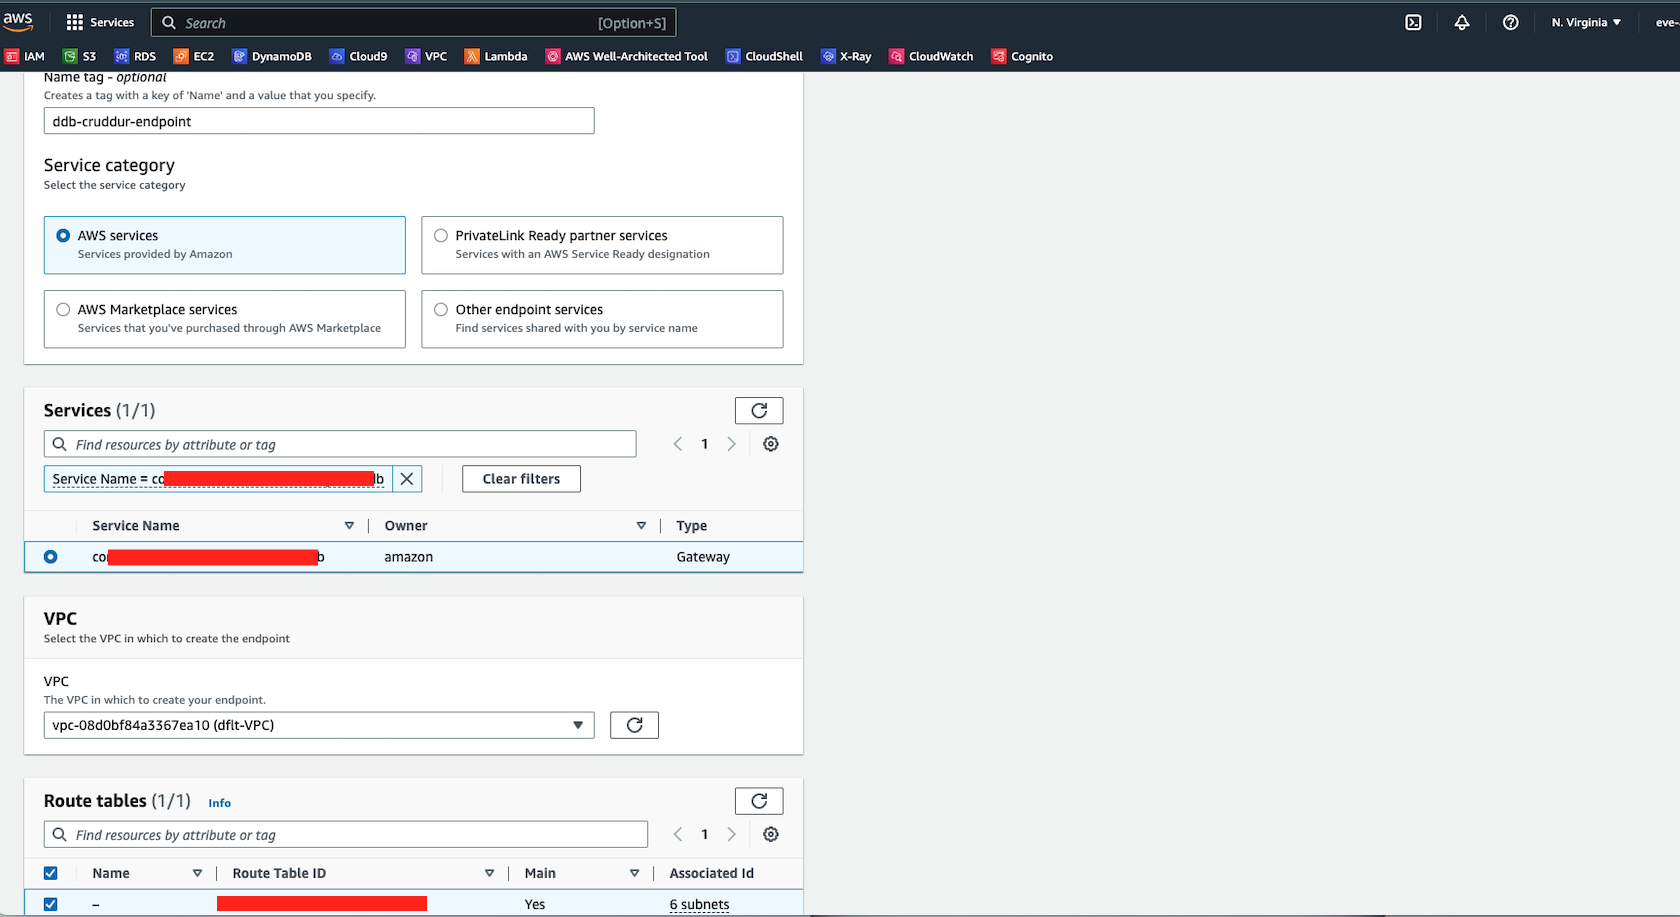 aws Services Search [Option+S] N. Virginia eve-
IAM S3 RDS EC2 DynamoDB Cloud9 VPC Lambda AWS Well-Architected Tool CloudShell X-Ray CloudWatch Cognito
Name tag - optional
Creates a tag with a key of 'Name' and a value that you specify.
ddb-cruddur-endpoint
Service category
Select the service category
AWS services
Services provided by Amazon
PrivateLink Ready partner services
Services with an AWS Service Ready designation
AWS Marketplace services
Services that you've purchased through AWS Marketplace
Other endpoint services
Find services shared with you by service name
Services (1/1)
Find resources by attribute or tag
1
Service Name = co lb
Clear filters
Service Name Owner Type
co b amazon Gateway
VPC
Select the VPC in which to create the endpoint
VPC
The VPC in which to create your endpoint.
vpc-08d0bf84a3367ea10 (dflt-VPC)
Route tables (1/1) Info
Find resources by attribute or tag
1
Name Route Table ID Main Associated Id
– Yes 6 subnets